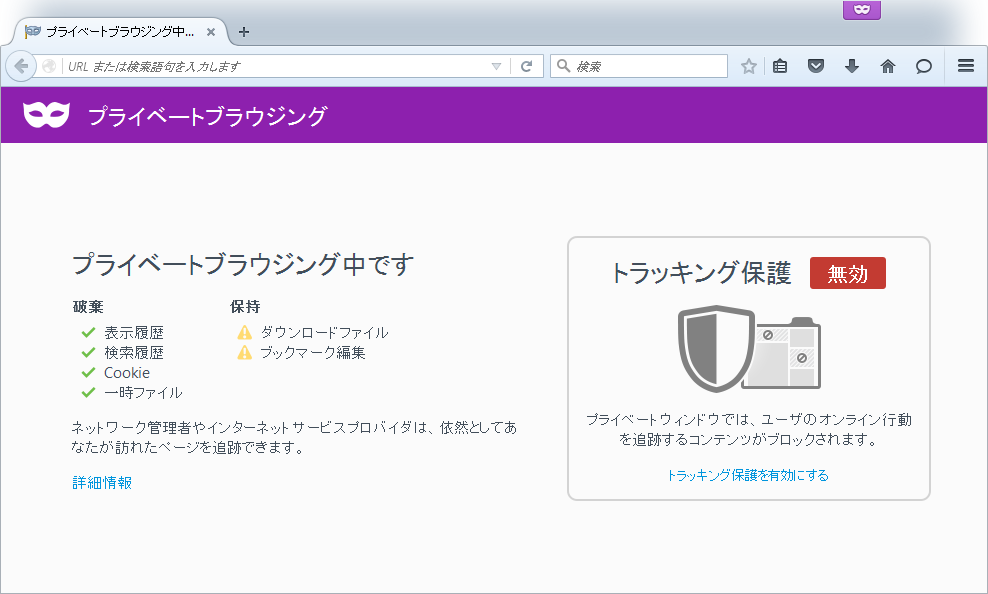 プライベートブラウジング中...
URL または検索語句を入力します
検索
プライベートブラウジング
プライベートブラウジング中です
破棄
表示履歴
検索履歴
Cookie
一時ファイル
保持
ダウンロードファイル
ブックマーク編集
ネットワーク管理者やインターネットサービスプロバイダは、依然としてあ
なたが訪れたページを追跡できます。
詳細情報
トラッキング保護 無効
プライベートウィンドウでは、ユーザのオンライン行動
を追跡するコンテンツがブロックされます。
トラッキング保護を有効にする